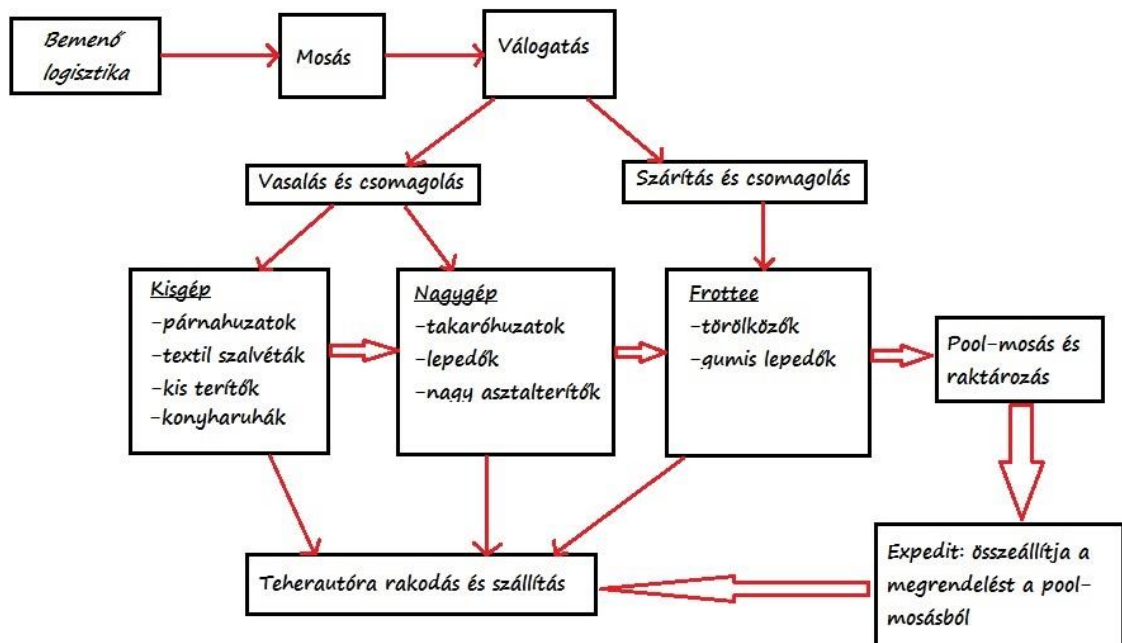 Bemenő
logisztika
Mosás
Válogatás
Vasalás és csomagolás
Szárítás és csomagolás
Kisgép
-párnahuzatok
-textil szalvéták
-kis terítők
-konyharuhák
Nagygép
-takaróhuzatok
-lepedők
-nagy asztalterítők
Frottee
-törölközők
-gumis lepedők
Pool-mosás és
raktározás
Expedit: összeállítja a
megrendelést a pool-
mosásból
Teherautóra rakodás és szállítás